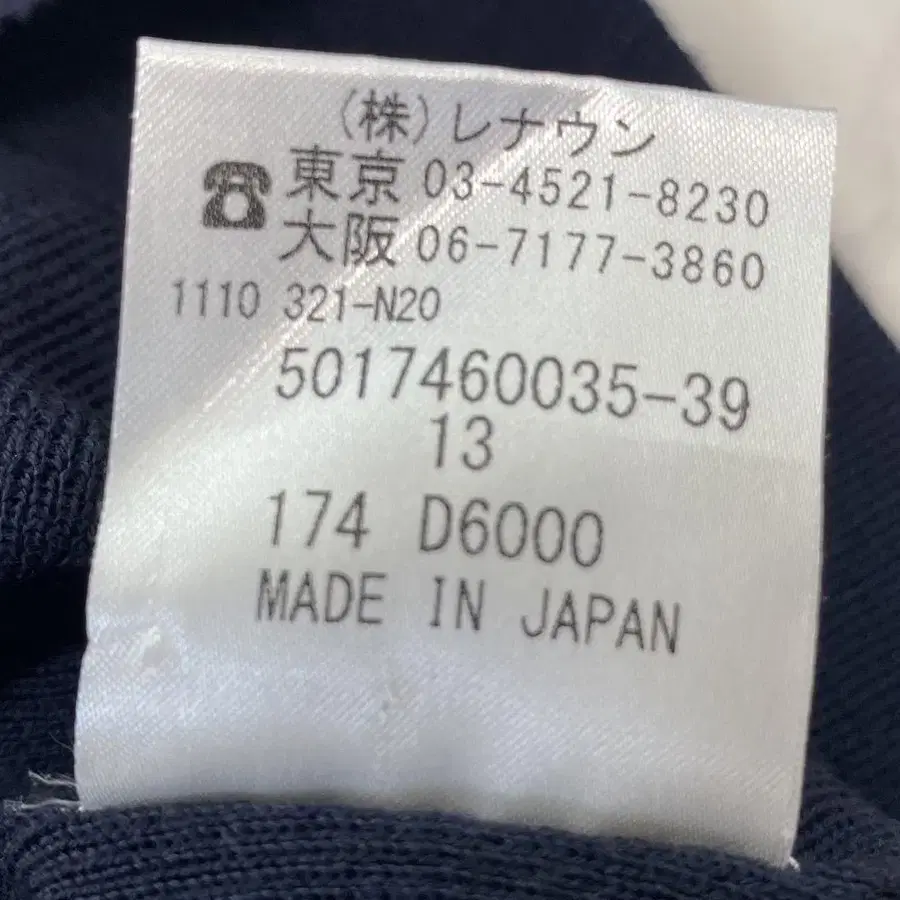 (株)レナウン
☎東京 03-4521-8230
大阪 06-7177-3860
1110 321-N20
5017460035-39
13
174 D6000
MADE IN JAPAN